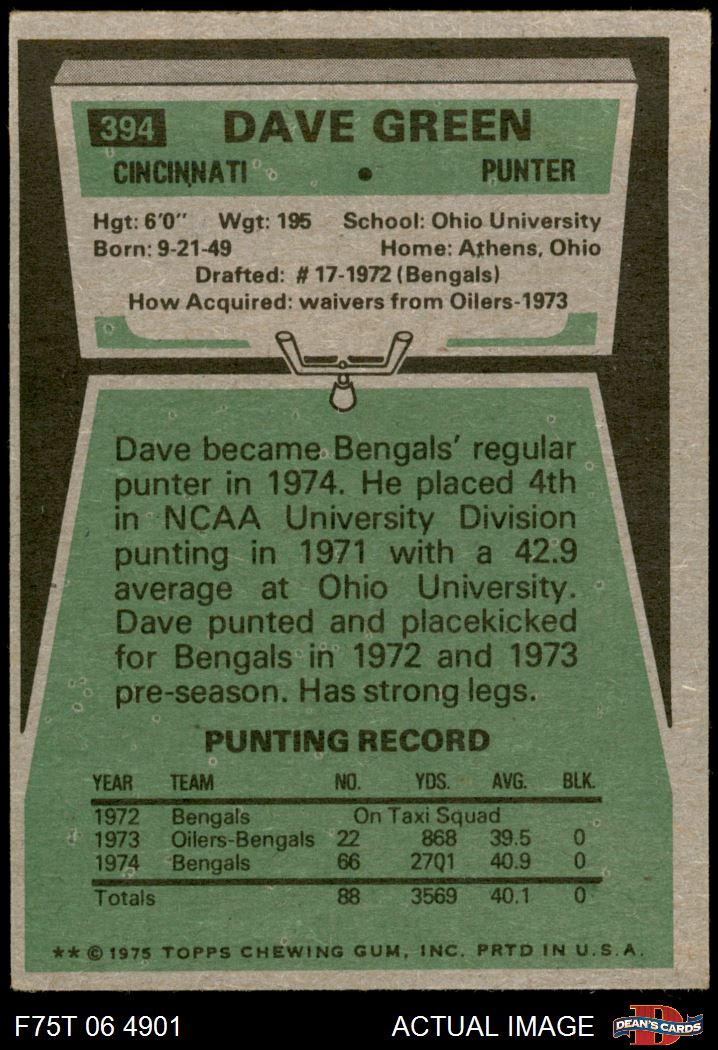 394 DAVE GREEN
CINCINNATI • PUNTER
Hgt: 6'0" Wgt: 195 School: Ohio University
Born: 9-21-49 Home: Athens, Ohio
Drafted: #17-1972 (Bengals)
How Acquired: waivers from Oilers-1973
Dave became Bengals' regular
punter in 1974. He placed 4th
in NCAA University Division
punting in 1971 with a 42.9
average at Ohio University.
Dave punted and placekicked
for Bengals in 1972 and 1973
pre-season. Has strong legs.
PUNTING RECORD
YEAR TEAM NO. YDS. AVG. BLK.
1972 Bengals On Taxi Squad
1973 Oilers-Bengals 22 868 39.5 0
1974 Bengals 66 2701 40.9 0
Totals 88 3569 40.1 0
** © 1975 TOPPS CHEWING GUM, INC. PRTD IN U.S.A.
F75T 06 4901 ACTUAL IMAGE DEAN'S CARDS